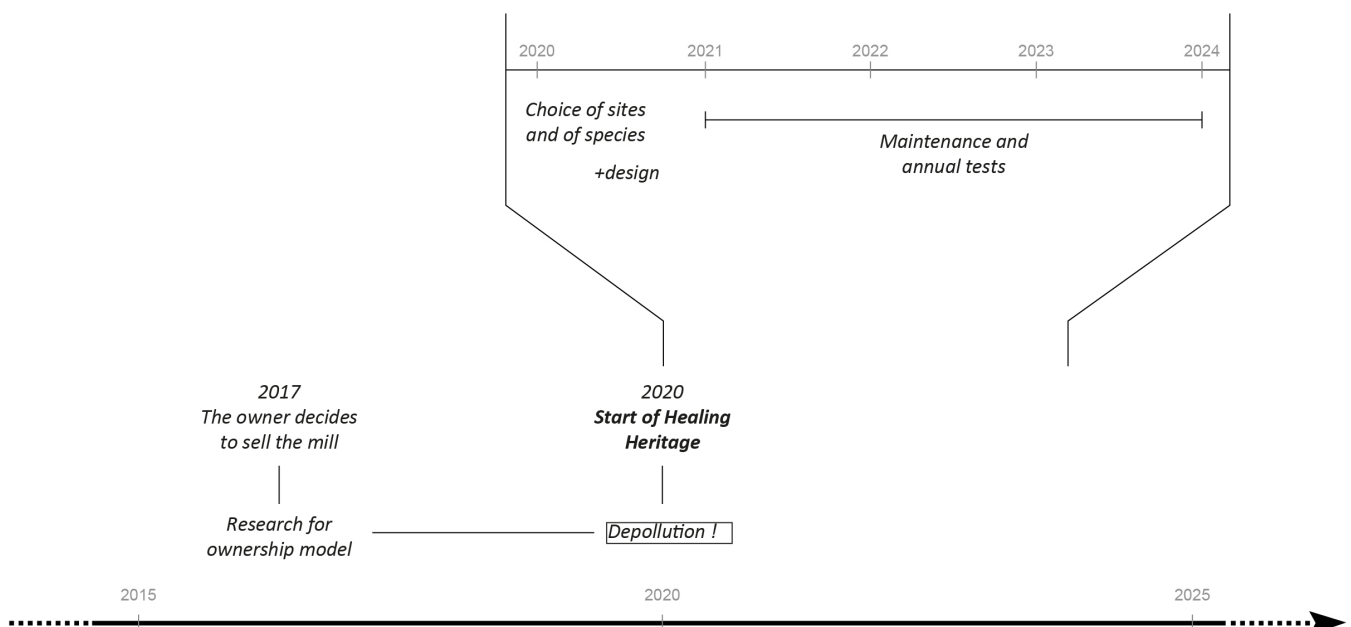 2020 2021 2022 2023 2024
Choice of sites
and of species
+design
Maintenance and
annual tests
2017
The owner decides
to sell the mill
2020
Start of Healing
Heritage
Research for
ownership model
Depollution !
2015 2020 2025